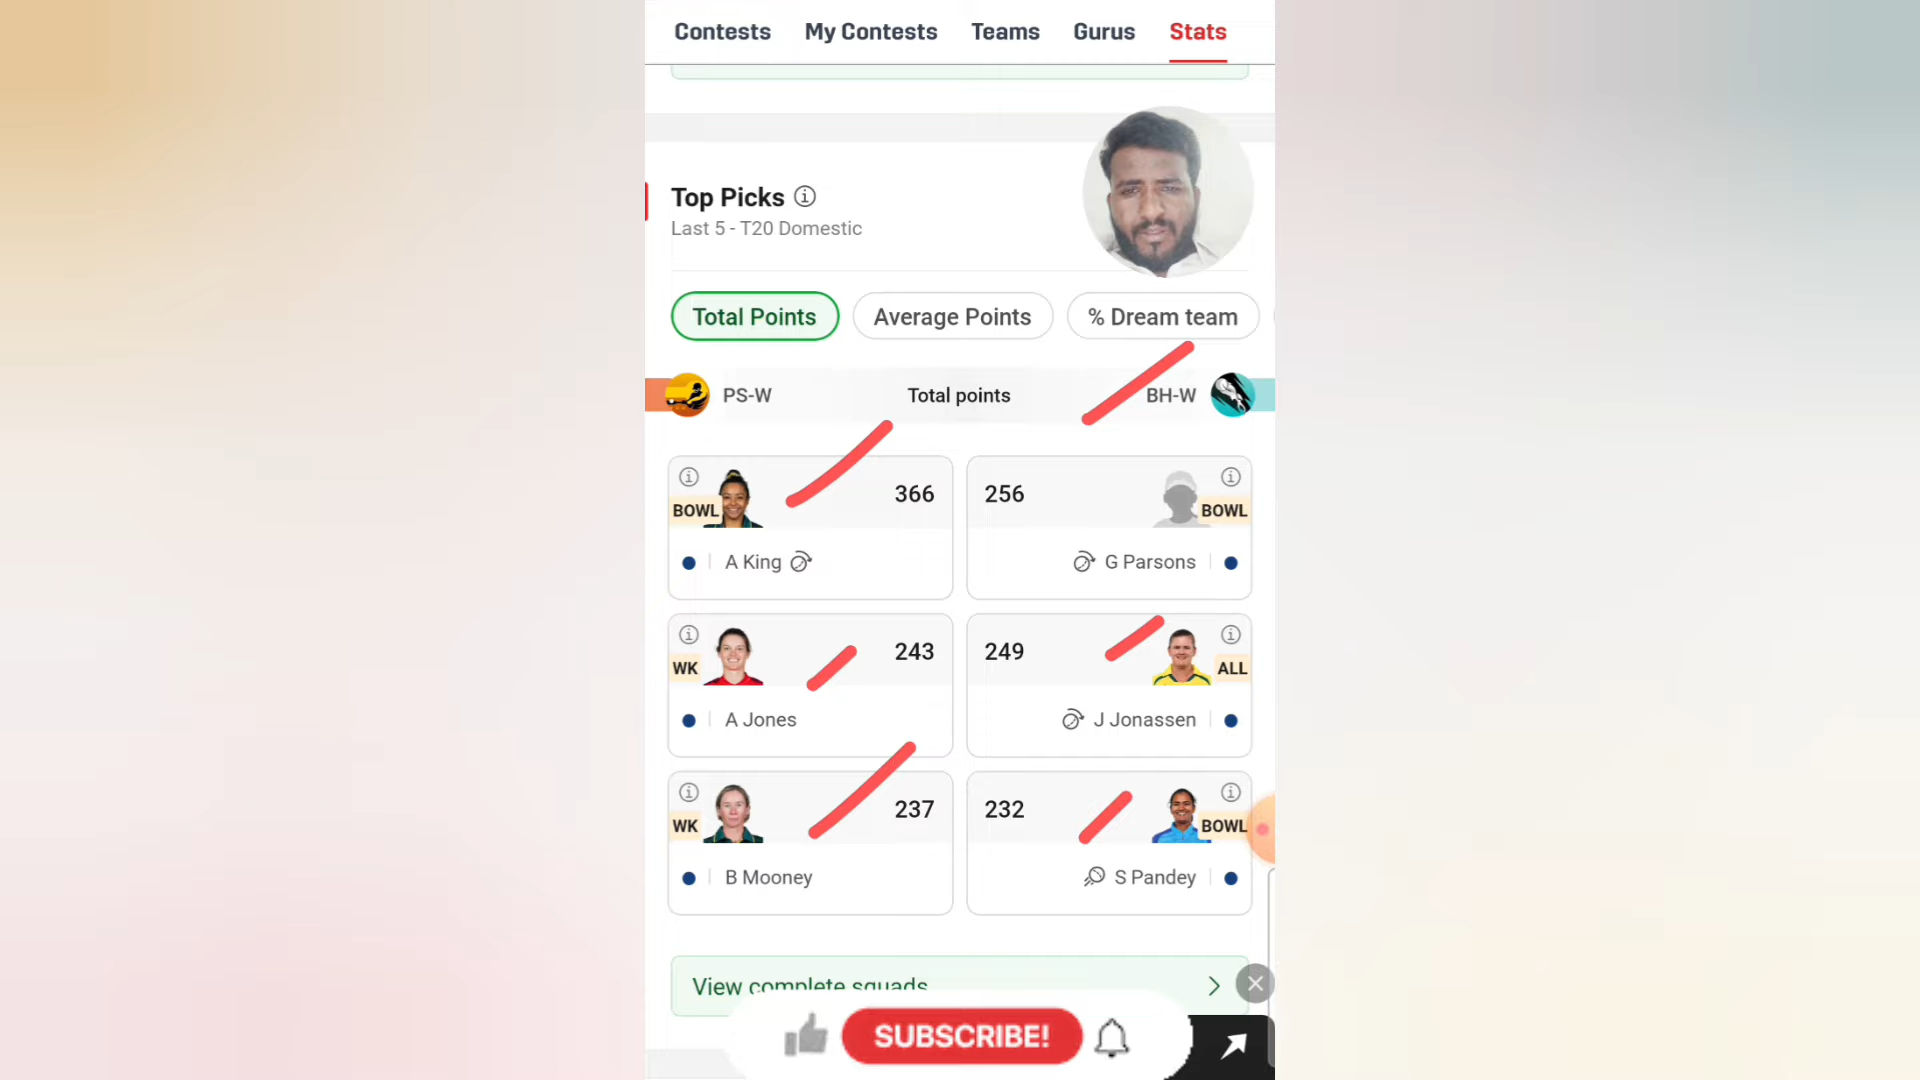 Contests My Contests Teams Gurus Stats
Top Picks
Last 5 - T20 Domestic
Total Points Average Points % Dream team
PS-W Total points BH-W
366 256
BOWL BOWL
A King G Parsons
243 249
WK ALL
A Jones J Jonassen
237 232
WK BOWL
B Mooney S Pandey
View complete squads
SUBSCRIBE!